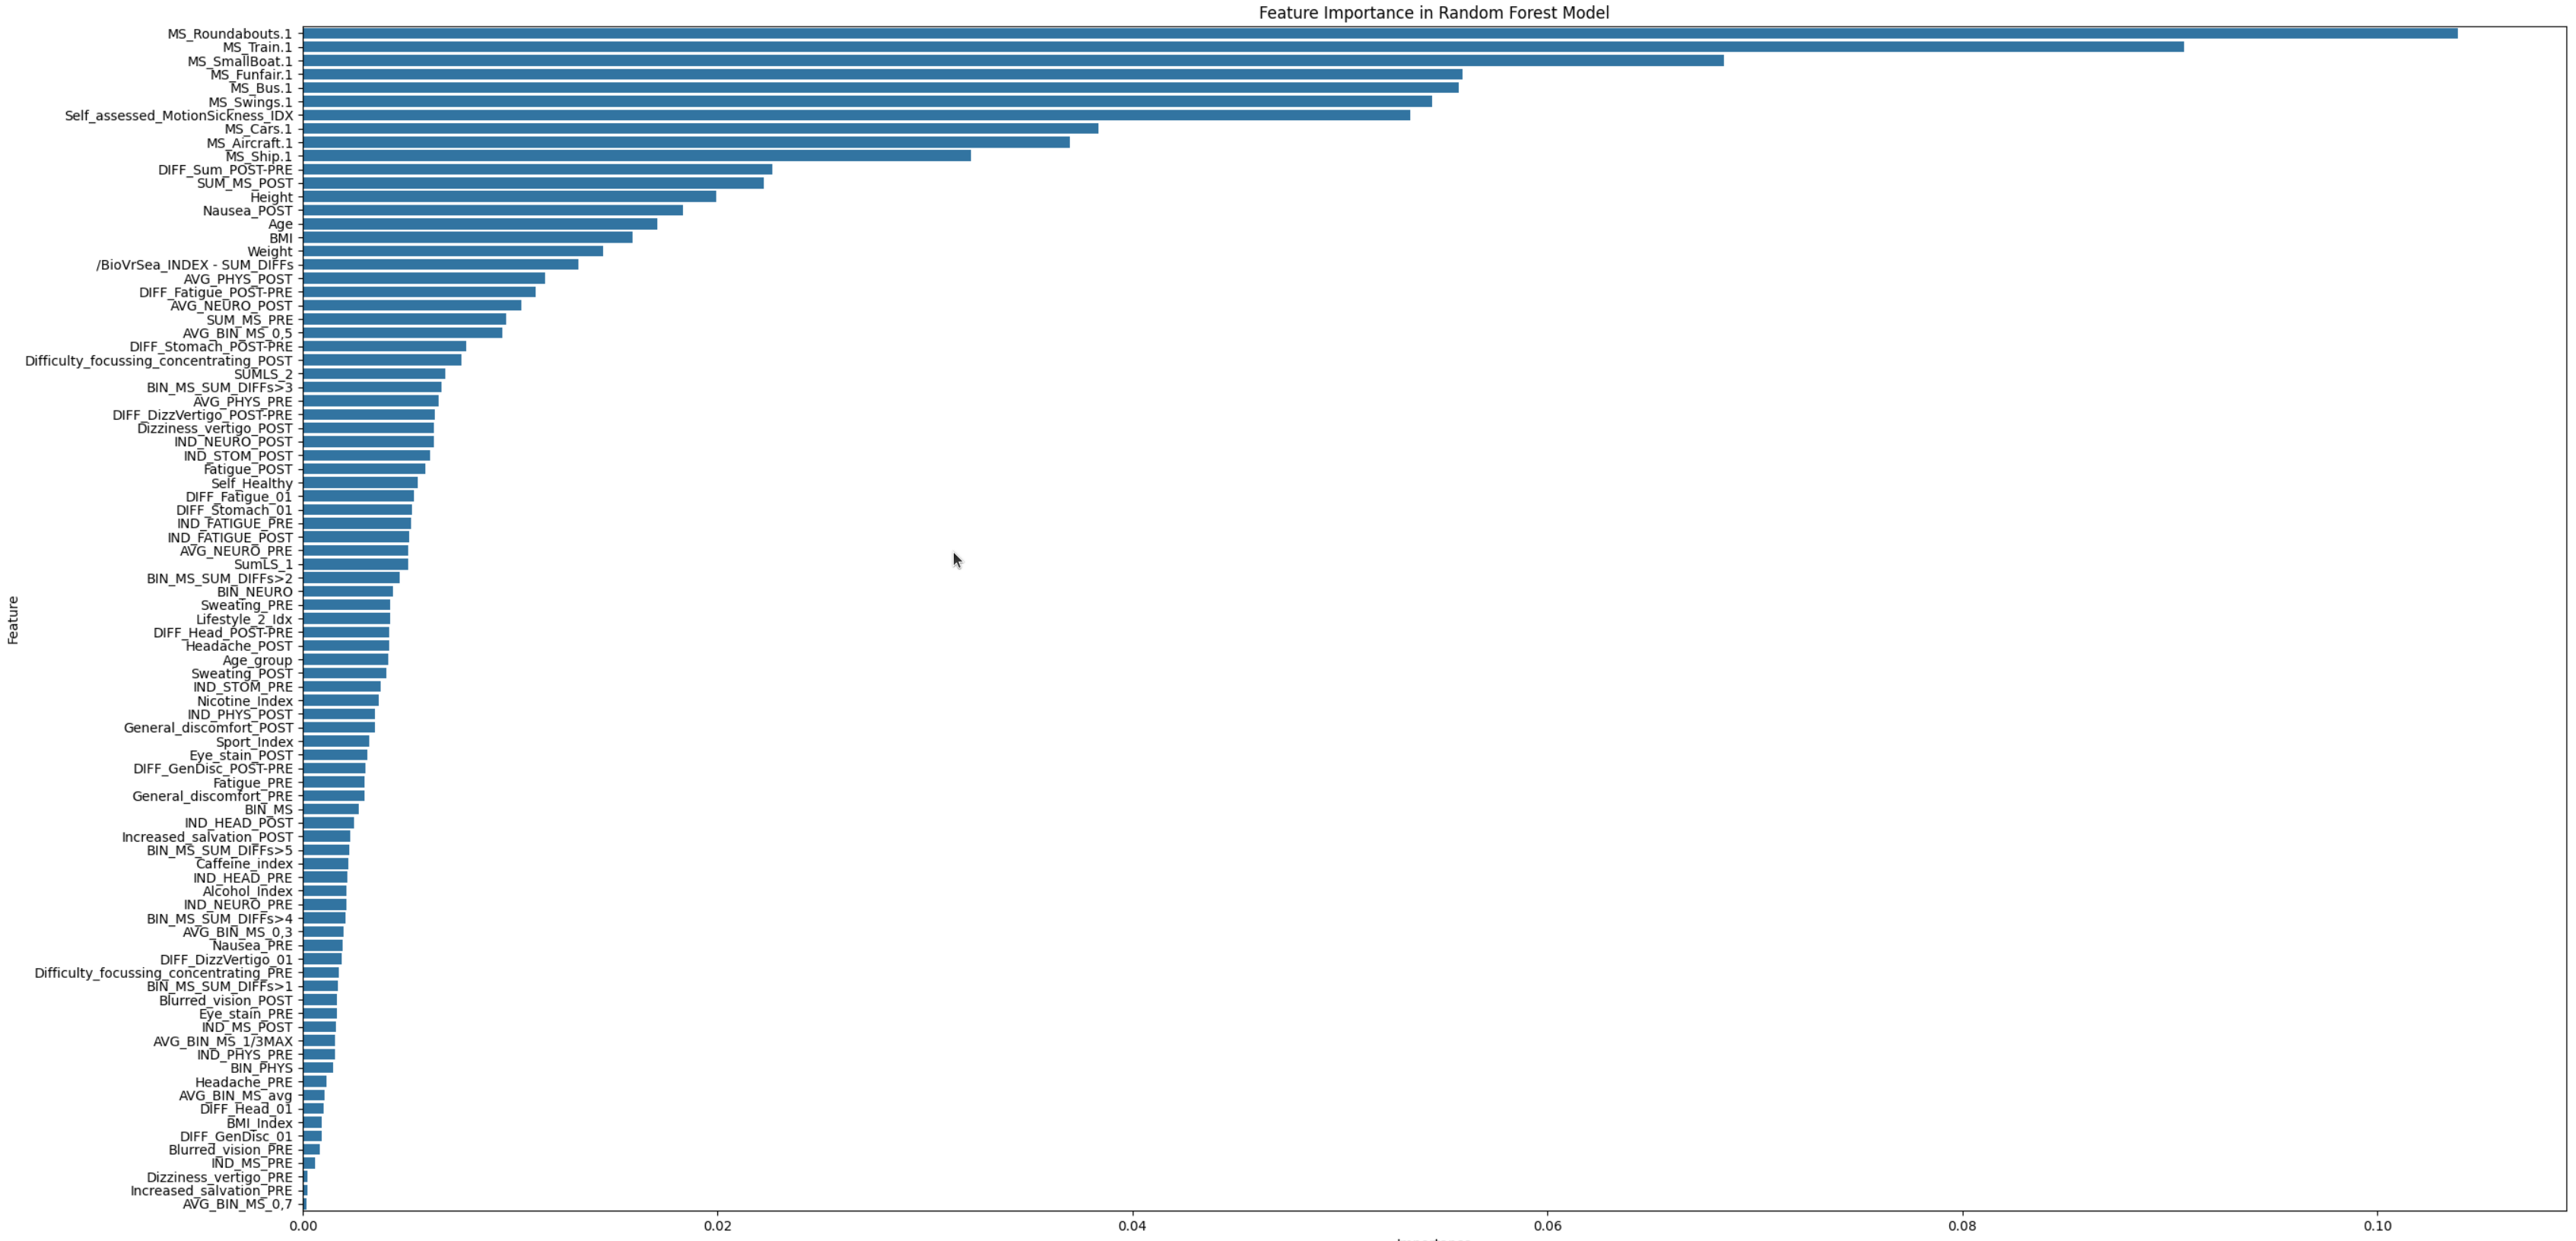 Feature Importance in Random Forest Model
MS_Roundabouts.1
MS_Train.1
MS_SmallBoat.1
MS_Funfair.1
MS_Bus.1
MS_Swings.1
Self_assessed_MotionSickness_IDX
MS_Cars.1
MS_Aircraft.1
MS_Ship.1
DIFF_Sum_POST-PRE
SUM_MS_POST
Height
Nausea_POST
Age
BMI
Weight
/BioVrSea_INDEX - SUM_DIFFs
AVG_PHYS_POST
DIFF_Fatigue_POST-PRE
AVG_NEURO_POST
SUM_MS_PRE
AVG_BIN_MS_0,5
DIFF_Stomach_POST-PRE
Difficulty_focussing_concentrating_POST
SUMLS_2
BIN_MS_SUM_DIFFs>3
AVG_PHYS_PRE
DIFF_DizzVertigo_POST-PRE
Dizziness_vertigo_POST
IND_NEURO_POST
IND_STOM_POST
Fatigue_POST
Self_Healthy
DIFF_Fatigue_01
DIFF_Stomach_01
IND_FATIGUE_PRE
IND_FATIGUE_POST
AVG_NEURO_PRE
SumLS_1
BIN_MS_SUM_DIFFs>2
BIN_NEURO
Sweating_PRE
Lifestyle_2_Idx
DIFF_Head_POST-PRE
Headache_POST
Age_group
Sweating_POST
IND_STOM_PRE
Nicotine_Index
IND_PHYS_POST
General_discomfort_POST
Sport_Index
Eye_stain_POST
DIFF_GenDisc_POST-PRE
Fatigue_PRE
General_discomfort_PRE
BIN_MS
IND_HEAD_POST
Increased_salvation_POST
BIN_MS_SUM_DIFFs>5
Caffeine_index
IND_HEAD_PRE
Alcohol_Index
IND_NEURO_PRE
BIN_MS_SUM_DIFFs>4
AVG_BIN_MS_0,3
Nausea_PRE
DIFF_DizzVertigo_01
Difficulty_focussing_concentrating_PRE
BIN_MS_SUM_DIFFs>1
Blurred_vision_POST
Eye_stain_PRE
IND_MS_POST
AVG_BIN_MS_1/3MAX
IND_PHYS_PRE
BIN_PHYS
Headache_PRE
AVG_BIN_MS_avg
DIFF_Head_01
BMI_Index
DIFF_GenDisc_01
Blurred_vision_PRE
IND_MS_PRE
Dizziness_vertigo_PRE
Increased_salvation_PRE
AVG_BIN_MS_0,7
Feature
0.00 0.02 0.04 0.06 0.08 0.10